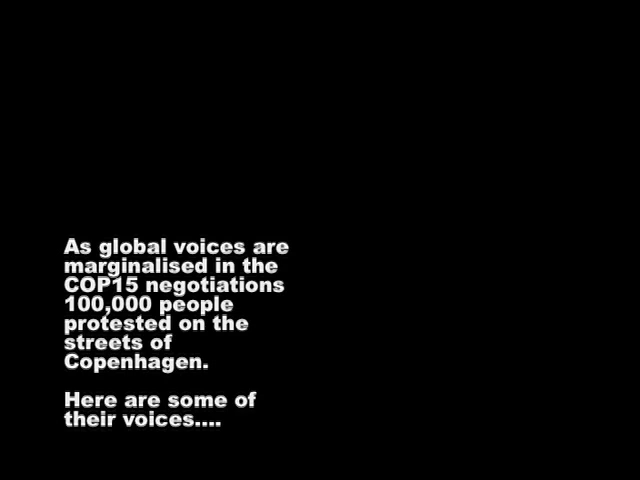 As global voices are
marginalised in the
COP15 negotiations
100,000 people
protested on the
streets of
Copenhagen.
Here are some of
their voices....